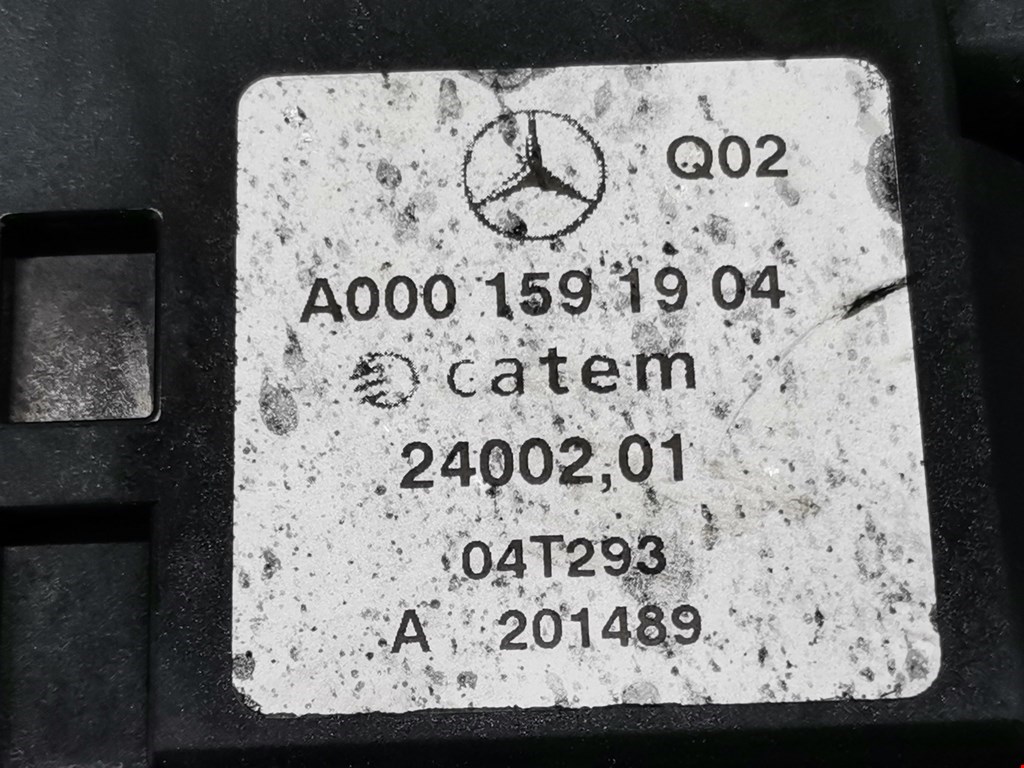 Q02
A000 159 19 04
catem
24002,01
04T293
A 201489